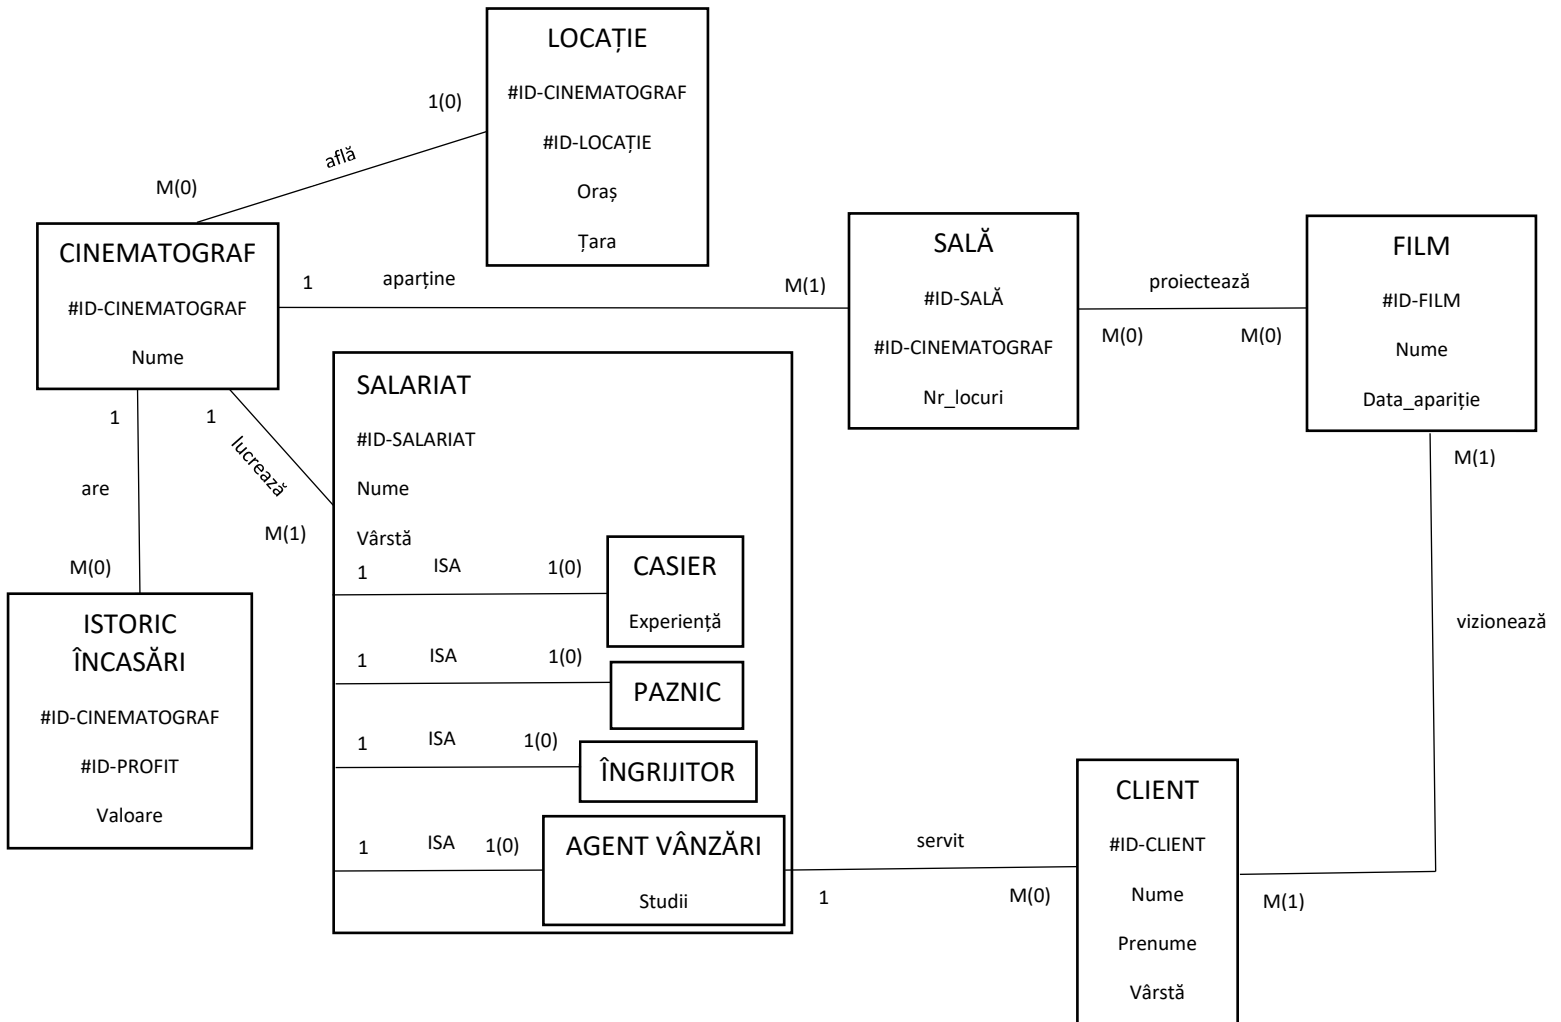 LOCAȚIE
#ID-CINEMATOGRAF
#ID-LOCAȚIE
Oraș
Țara
1(0)
află
M(0)
CINEMATOGRAF
#ID-CINEMATOGRAF
Nume
1
aparține
M(1)
SALĂ
#ID-SALĂ
#ID-CINEMATOGRAF
Nr_locuri
proiectează
M(0)
M(0)
FILM
#ID-FILM
Nume
Data_apariție
1
are
M(0)
1
lucrează
M(1)
ISTORIC
ÎNCASĂRI
#ID-CINEMATOGRAF
#ID-PROFIT
Valoare
SALARIAT
#ID-SALARIAT
Nume
Vârstă
1
ISA
1(0)
CASIER
Experiență
1
ISA
1(0)
PAZNIC
1
ISA
1(0)
ÎNGRIJITOR
1
ISA
1(0)
AGENT VÂNZĂRI
Studii
1
servit
M(0)
CLIENT
#ID-CLIENT
Nume
Prenume
Vârstă
M(1)
vizionează
M(1)